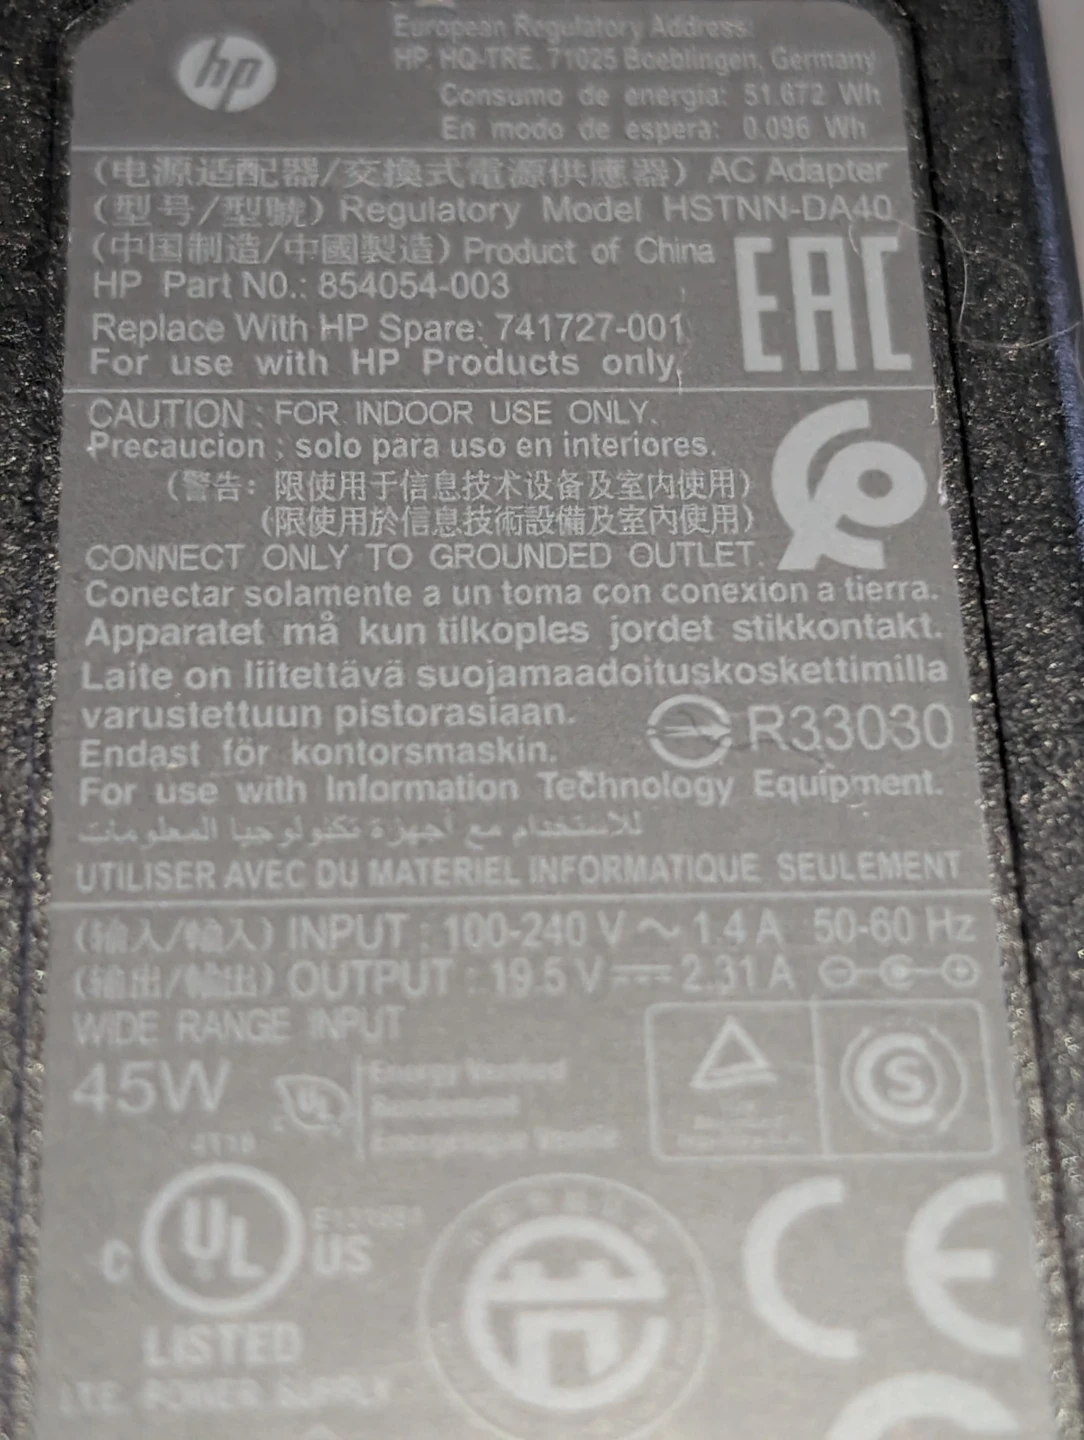 hp
European Regulatory Address:
HP, HQ-TRE, 71025 Boeblingen, Germany
Consumo de energia: 51.672 Wh
En modo de espera: 0.096 Wh
(电源适配器/交換式電源供應器) AC Adapter
(型号/型號) Regulatory Model HSTNN-DA40
(中国制造/中國製造) Product of China
HP Part NO.: 854054-003
Replace With HP Spare: 741727-001
For use with HP Products only,
EAC
CAUTION : FOR INDOOR USE ONLY.
Precaucion : solo para uso en interiores.
(警告: 限使用于信息技术设备及室内使用)
(限使用於信息技術設備及室內使用)
CONNECT ONLY TO GROUNDED OUTLET.
Conectar solamente a un toma con conexion a tierra.
Apparatet må kun tilkoples jordet stikkontakt.
Laite on liitettävä suojamaadoituskoskettimilla
varustettuun pistorasiaan.
R33030
Endast för kontorsmaskin.
For use with Information Technology Equipment.
للاستخدام مع أجهزة تكنولوجيا المعلومات
UTILISER AVEC DU MATERIEL INFORMATIQUE SEULEMENT
(输入/輸入) INPUT : 100-240 V ~ 1.4 A 50-60 Hz
(输出/輸出) OUTPUT : 19.5 V ⎓ 2.31 A
WIDE RANGE INPUT
45W
UL
Energy Verified
Rendement
Énergétique Vérifié
S
C UL US
LISTED
I.T.E. POWER SUPPLY
CE